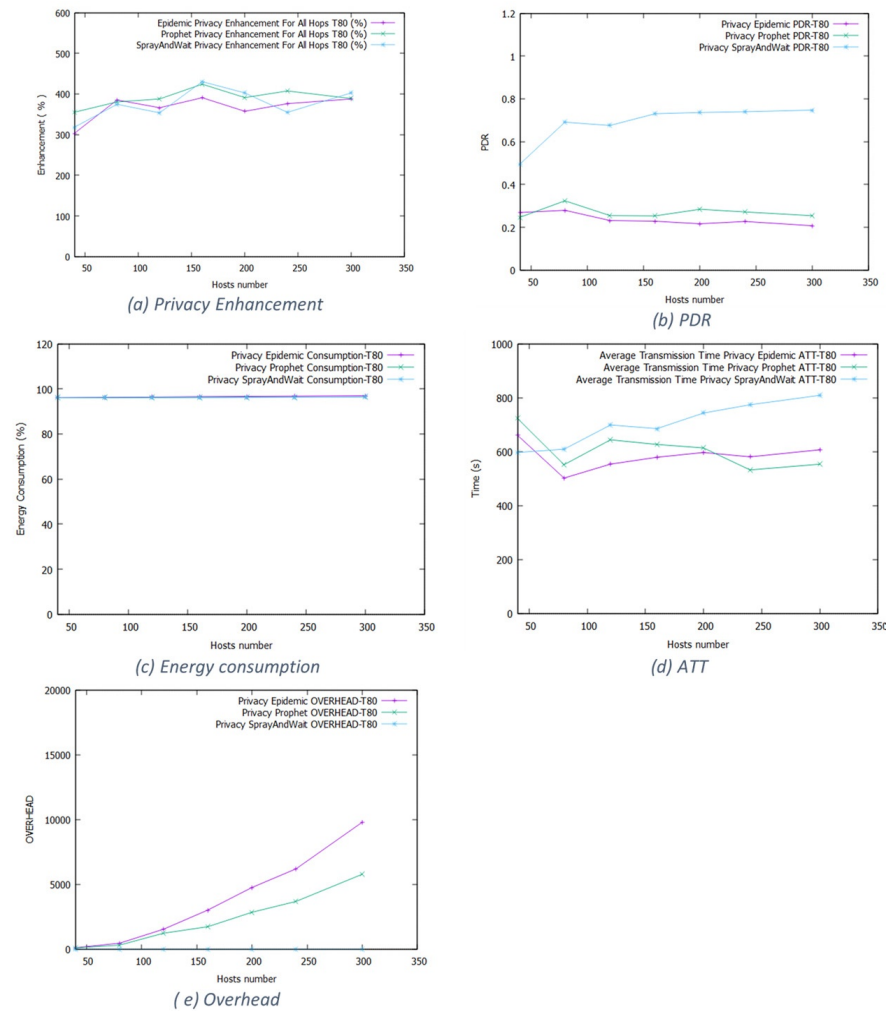 600
500
400
300
200
100
0
Enhancement ( % )
Epidemic Privacy Enhancement For All Hops T80 (%)
Prophet Privacy Enhancement For All Hops T80 (%)
SprayAndWait Privacy Enhancement For All Hops T80 (%)
50 100 150 200 250 300 350
Hosts number
(a) Privacy Enhancement
1.2
1
0.8
0.6
0.4
0.2
0
PDR
Privacy Epidemic PDR-T80
Privacy Prophet PDR-T80
Privacy SprayAndWait PDR-T80
50 100 150 200 250 300 350
Hosts number
(b) PDR
120
100
80
60
40
20
0
Energy Consumption (%)
Privacy Epidemic Consumption-T80
Privacy Prophet Consumption-T80
Privacy SprayAndWait Consumption-T80
50 100 150 200 250 300 350
Hosts number
(c) Energy consumption
1000
800
600
400
200
0
Time (s)
Average Transmission Time Privacy Epidemic ATT-T80
Average Transmission Time Privacy Prophet ATT-T80
Average Transmission Time Privacy SprayAndWait ATT-T80
50 100 150 200 250 300 350
Hosts number
(d) ATT
20000
15000
10000
5000
0
OVERHEAD
Privacy Epidemic OVERHEAD-T80
Privacy Prophet OVERHEAD-T80
Privacy SprayAndWait OVERHEAD-T80
50 100 150 200 250 300 350
Hosts number
( e) Overhead